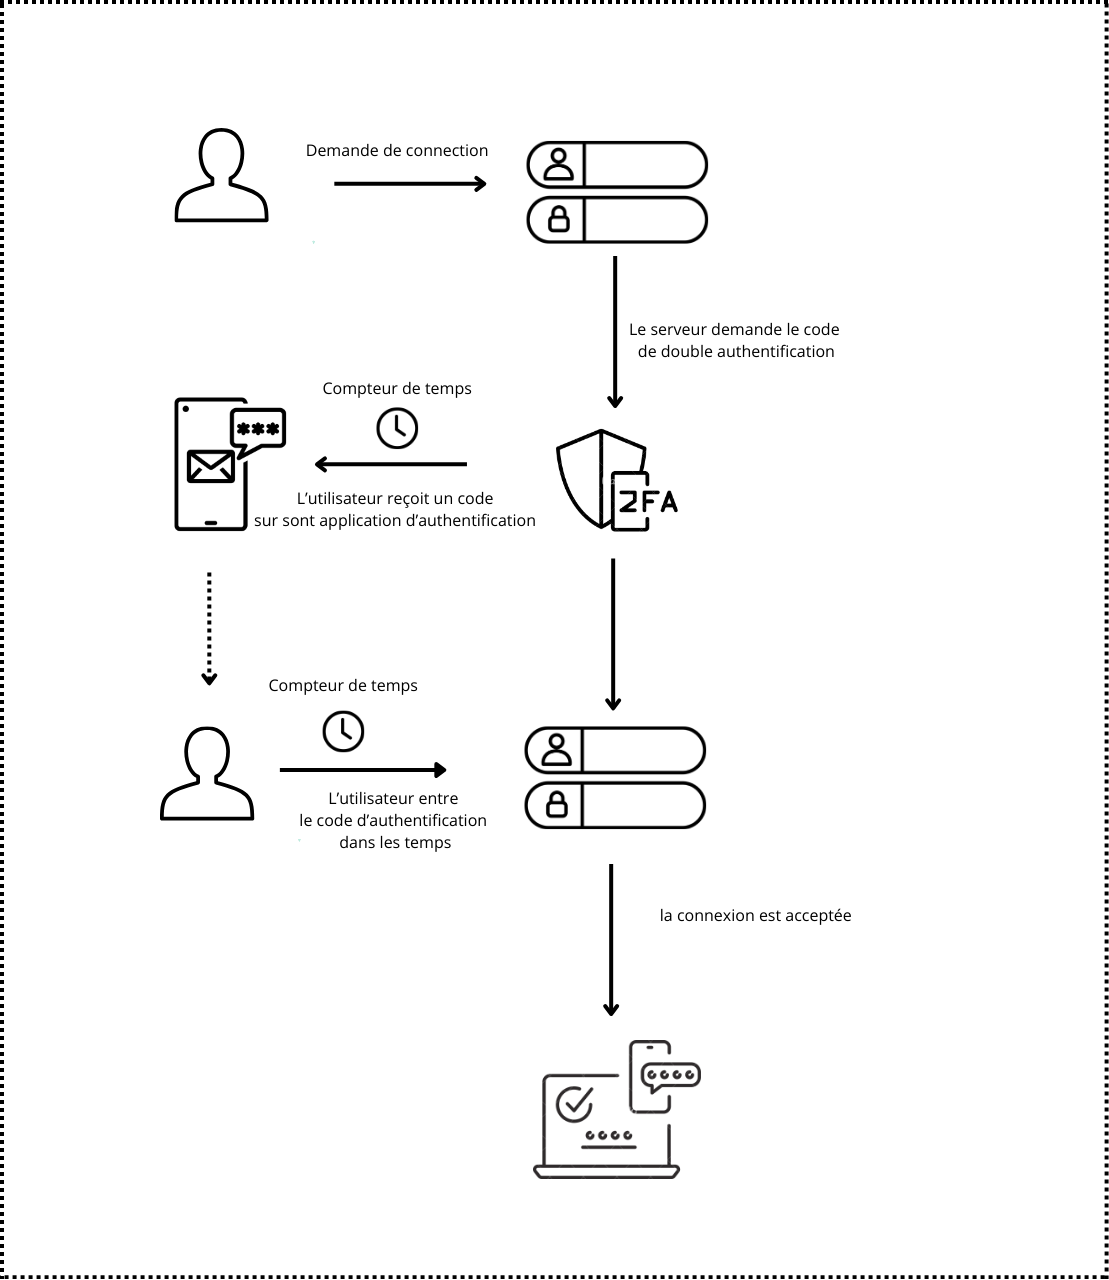 Demande de connection
Le serveur demande le code
de double authentification
Compteur de temps
***
2FA
L'utilisateur reçoit un code
sur sont application d'authentification
Compteur de temps
L'utilisateur entre
le code d'authentification
dans les temps
la connexion est acceptée